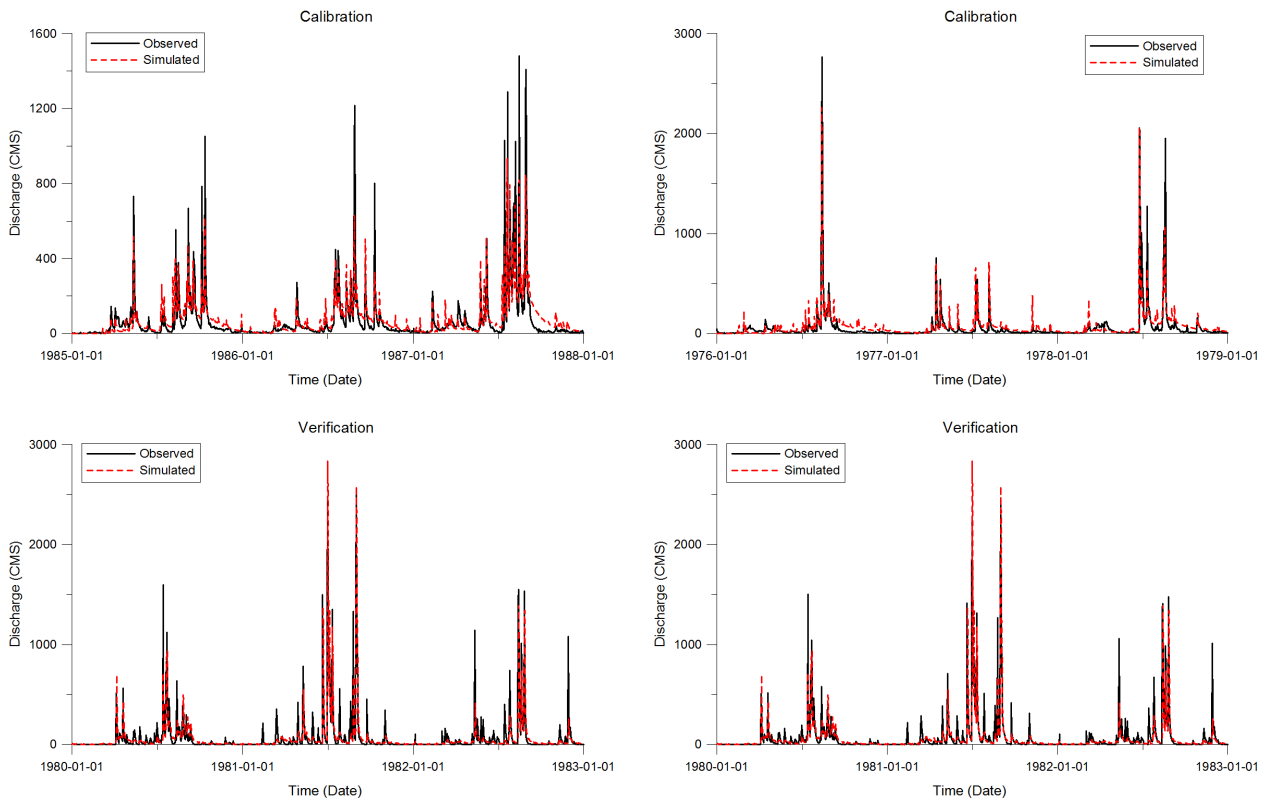 Calibration
Observed
Simulated
1600
1200
800
400
0
Discharge (CMS)
1985-01-01
1986-01-01
1987-01-01
1988-01-01
Time (Date)
Calibration
Observed
Simulated
3000
2000
1000
0
Discharge (CMS)
1976-01-01
1977-01-01
1978-01-01
1979-01-01
Time (Date)
Verification
Observed
Simulated
3000
2000
1000
0
Discharge (CMS)
1980-01-01
1981-01-01
1982-01-01
1983-01-01
Time (Date)
Verification
Observed
Simulated
3000
2000
1000
0
Discharge (CMS)
1980-01-01
1981-01-01
1982-01-01
1983-01-01
Time (Date)